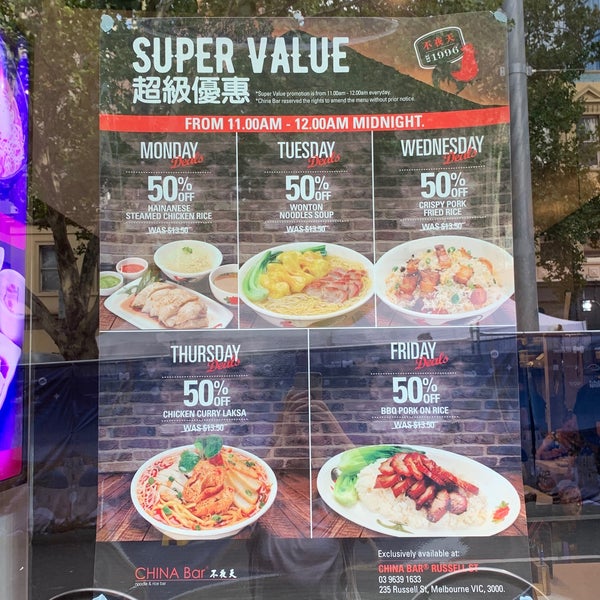 SUPER VALUE
超級優惠
*Super Value promotion is from 11.00am - 12.00am everyday.
*China Bar reserved the rights to amend the menu without prior notice.
不夜天
1996
FROM 11.00AM - 12.00AM MIDNIGHT.
MONDAY
Deals
50% OFF
HAINANESE
STEAMED CHICKEN RICE
WAS $13.50
TUESDAY
Deals
50% OFF
WONTON
NOODLES SOUP
WAS $13.50
WEDNESDAY
Deals
50% OFF
CRISPY PORK
FRIED RICE
WAS $13.50
THURSDAY
Deals
50% OFF
CHICKEN CURRY LAKSA
WAS $13.50
FRIDAY
Deals
50% OFF
BBQ PORK ON RICE
WAS $13.50
CHINA Bar 不夜天
noodle & rice bar
Exclusively available at:
CHINA BAR® RUSSELL ST
03 9639 1633
235 Russell St, Melbourne VIC, 3000.